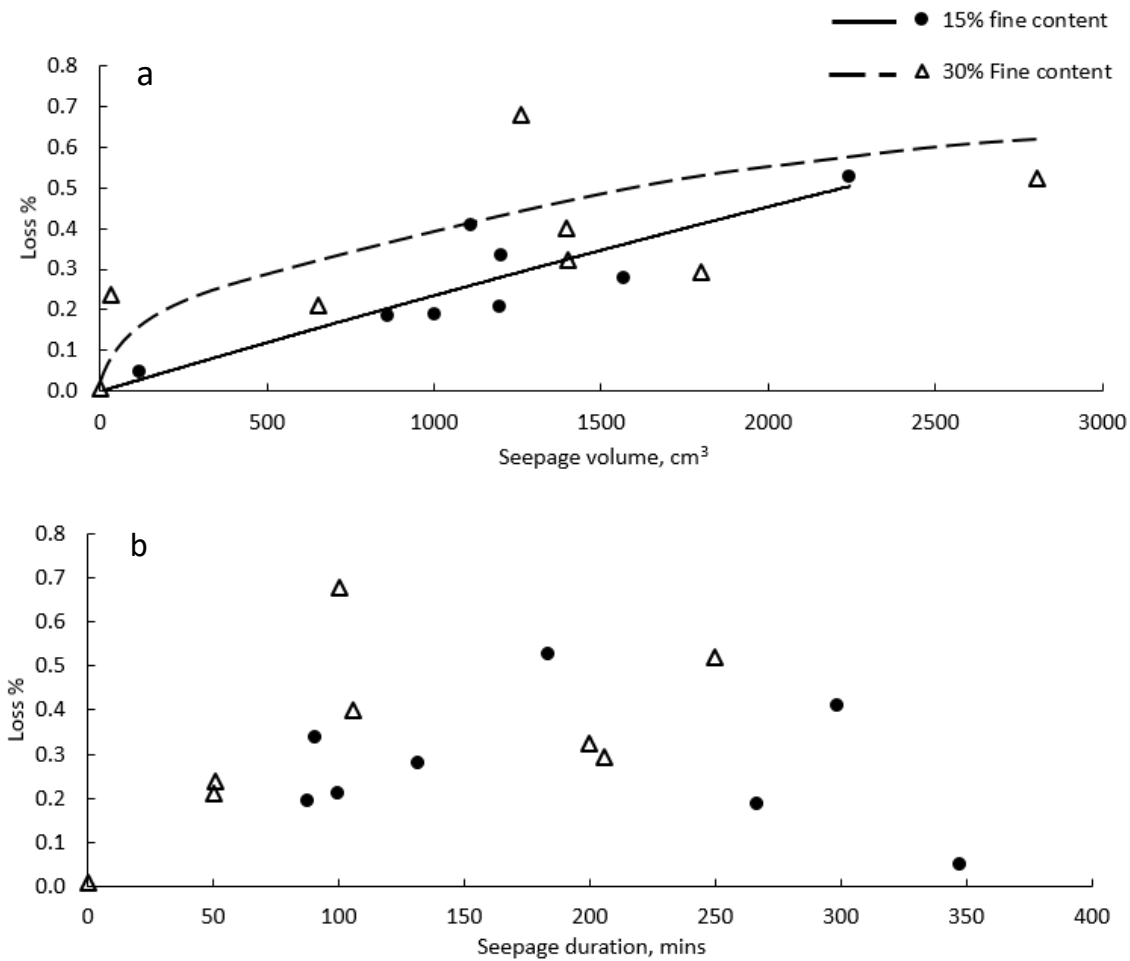 15% fine content
30% Fine content
a
0.8
0.7
0.6
0.5
0.4
0.3
0.2
0.1
0.0
Loss %
0 500 1000 1500 2000 2500 3000
Seepage volume, cm³
b
0.8
0.7
0.6
0.5
0.4
0.3
0.2
0.1
0.0
Loss %
0 50 100 150 200 250 300 350 400
Seepage duration, mins